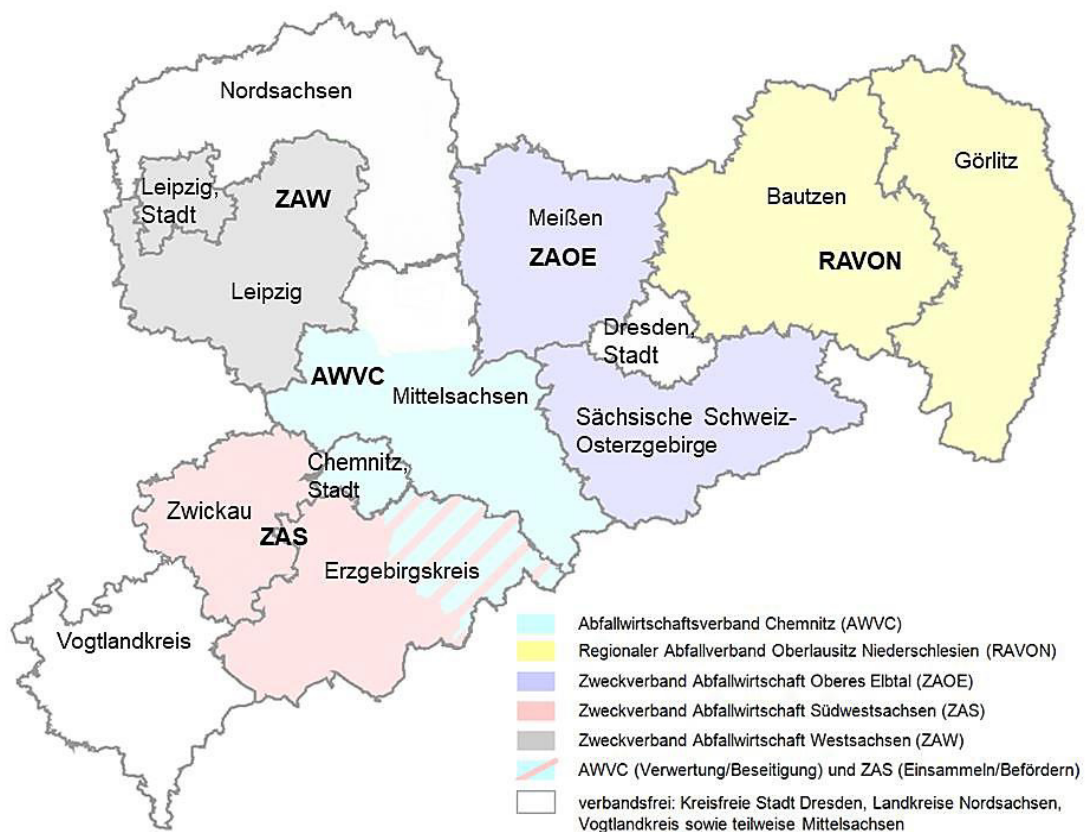 Nordsachsen
Görlitz
Leipzig,
Stadt
ZAW
Bautzen
Meißen
ZAOE
RAVON
Leipzig
Dresden,
Stadt
AWVC
Mittelsachsen
Sächsische Schweiz-
Osterzgebirge
Chemnitz,
Stadt
Zwickau
ZAS
Erzgebirgskreis
Vogtlandkreis
Abfallwirtschaftsverband Chemnitz (AWVC)
Regionaler Abfallverband Oberlausitz Niederschlesien (RAVON)
Zweckverband Abfallwirtschaft Oberes Elbtal (ZAOE)
Zweckverband Abfallwirtschaft Südwestsachsen (ZAS)
Zweckverband Abfallwirtschaft Westsachsen (ZAW)
AWVC (Verwertung/Beseitigung) und ZAS (Einsammeln/Befördern)
verbandsfrei: Kreisfreie Stadt Dresden, Landkreise Nordsachsen,
Vogtlandkreis sowie teilweise Mittelsachsen